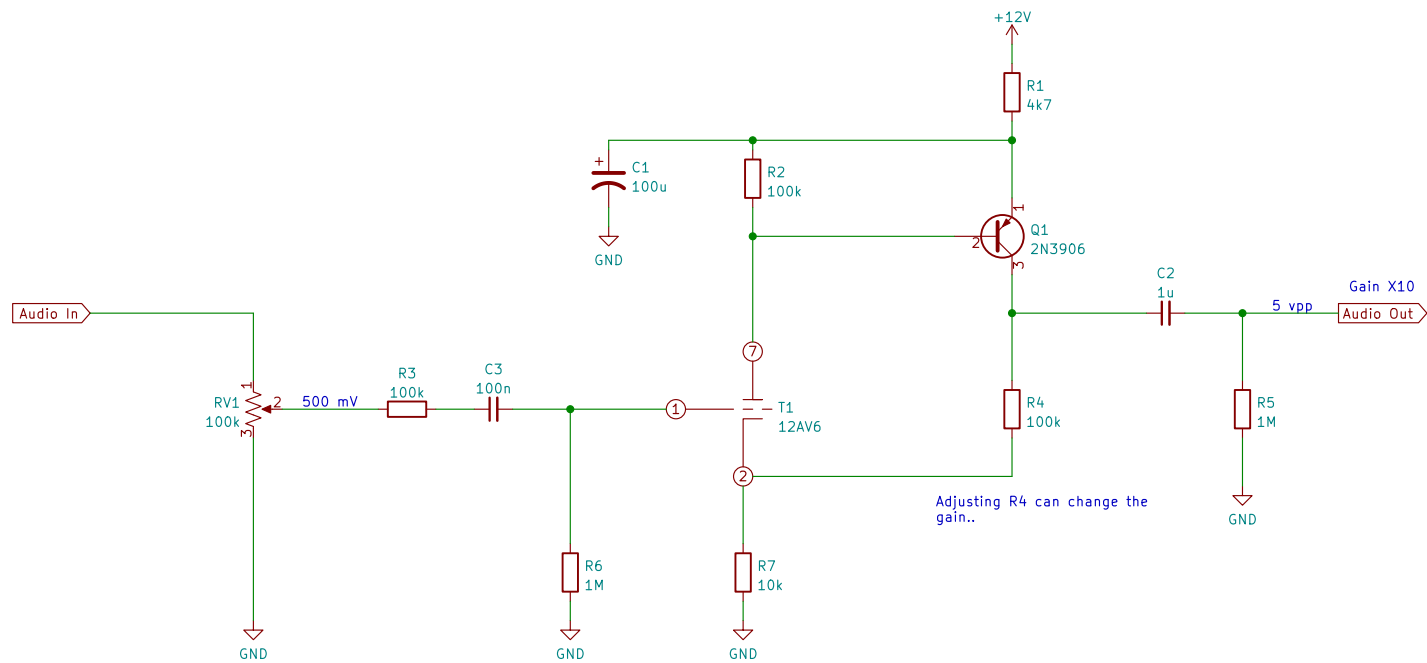 +12V
R1
4k7
+
C1
100u
R2
100k
1
Q1
2N3906
2
3
GND
C2
1u
Gain X10
5 vpp
Audio Out
Audio In
7
R3
100k
C3
100n
1
RV1
100k
2
500 mV
3
1
T1
12AV6
R4
100k
R5
1M
2
Adjusting R4 can change the
gain..
GND
R6
1M
R7
10k
GND
GND
GND